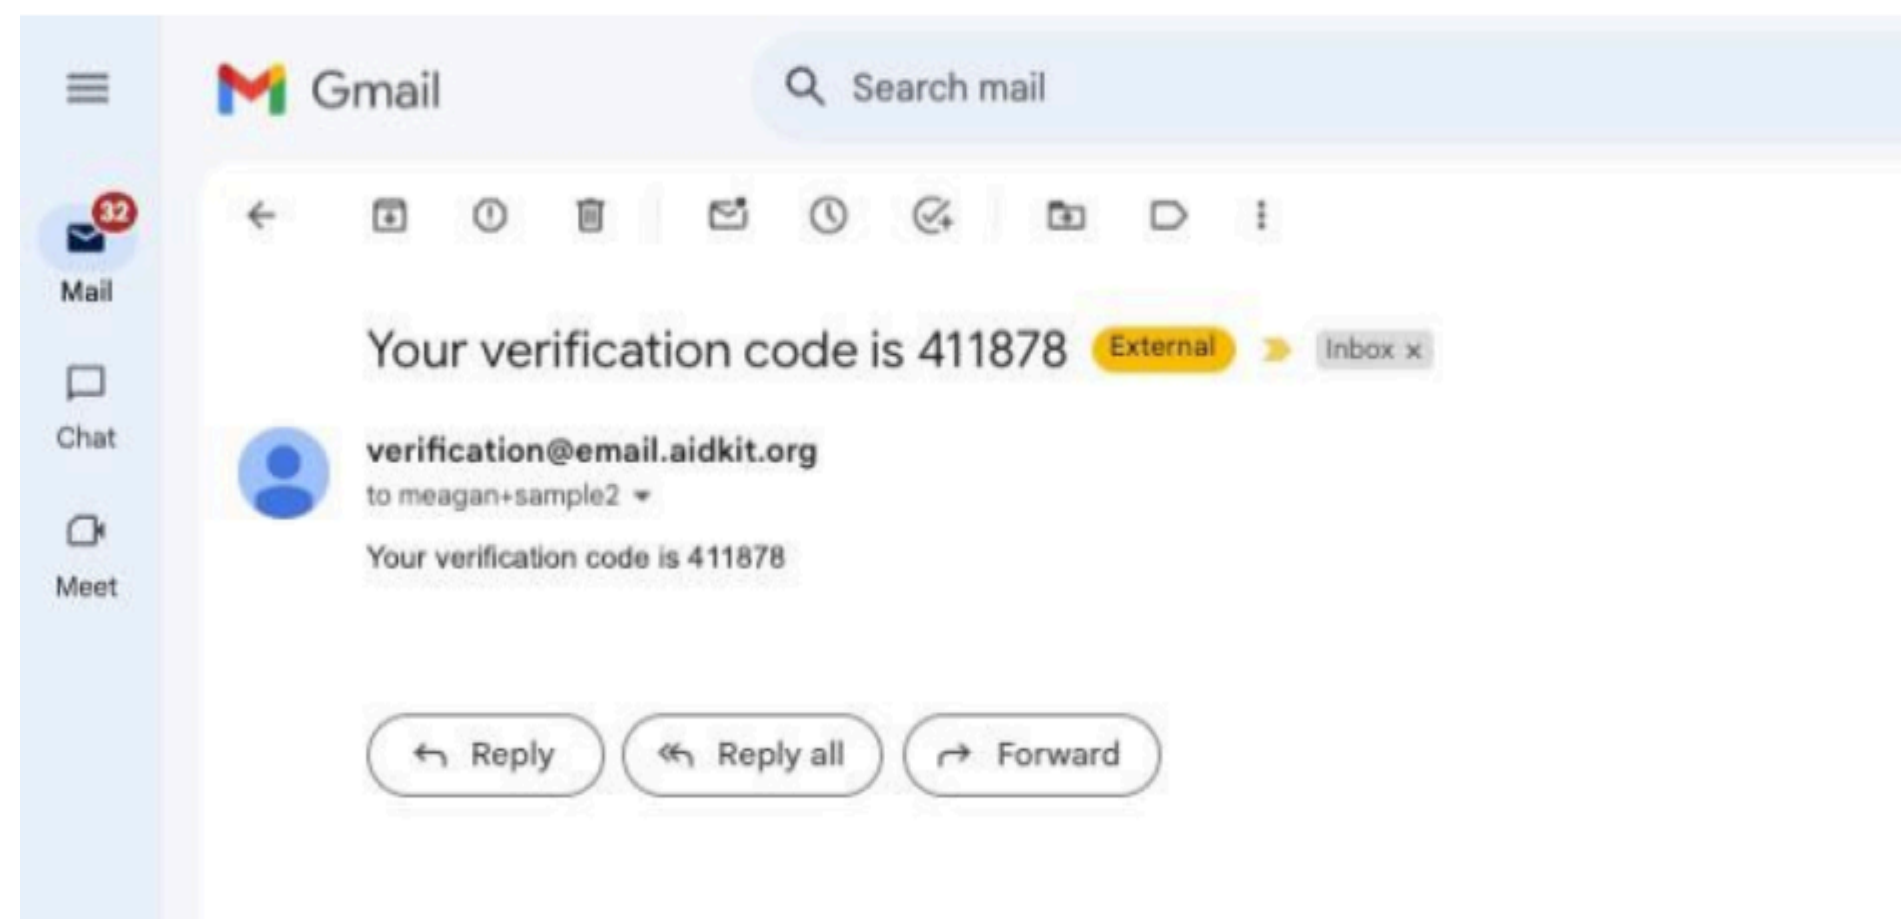 Gmail
Search mail
32
Mail
Chat
Meet
Your verification code is 411878 External Inbox x
verification@email.aidkit.org
to meagan+sample2
Your verification code is 411878
Reply Reply all Forward